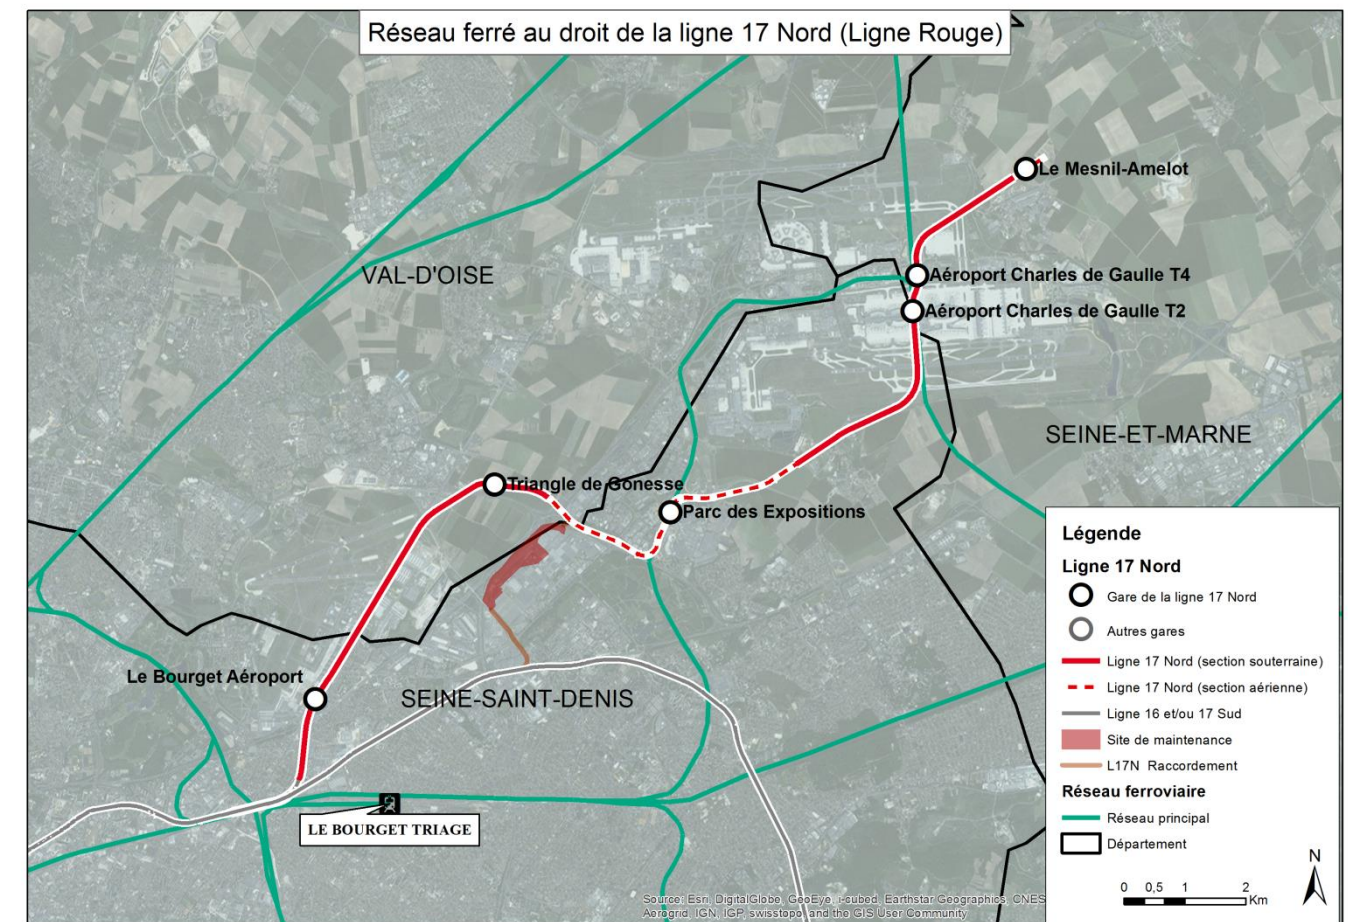 Réseau ferré au droit de la ligne 17 Nord (Ligne Rouge)
Le Mesnil-Amelot
VAL-D'OISE
Aéroport Charles de Gaulle T4
Aéroport Charles de Gaulle T2
SEINE-ET-MARNE
Triangle de Gonesse
Parc des Expositions
Le Bourget Aéroport
SEINE-SAINT-DENIS
LE BOURGET TRIAGE
Légende
Ligne 17 Nord
Gare de la ligne 17 Nord
Autres gares
Ligne 17 Nord (section souterraine)
Ligne 17 Nord (section aérienne)
Ligne 16 et/ou 17 Sud
Site de maintenance
L17N Raccordement
Réseau ferroviaire
Réseau principal
Département
N
0 0,5 1 2
Km
Source: Esri, DigitalGlobe, GeoEye, i-cubed, Earthstar Geographics, CNES
Aerogrid, IGN, IGP, swisstopo, and the GIS User Community